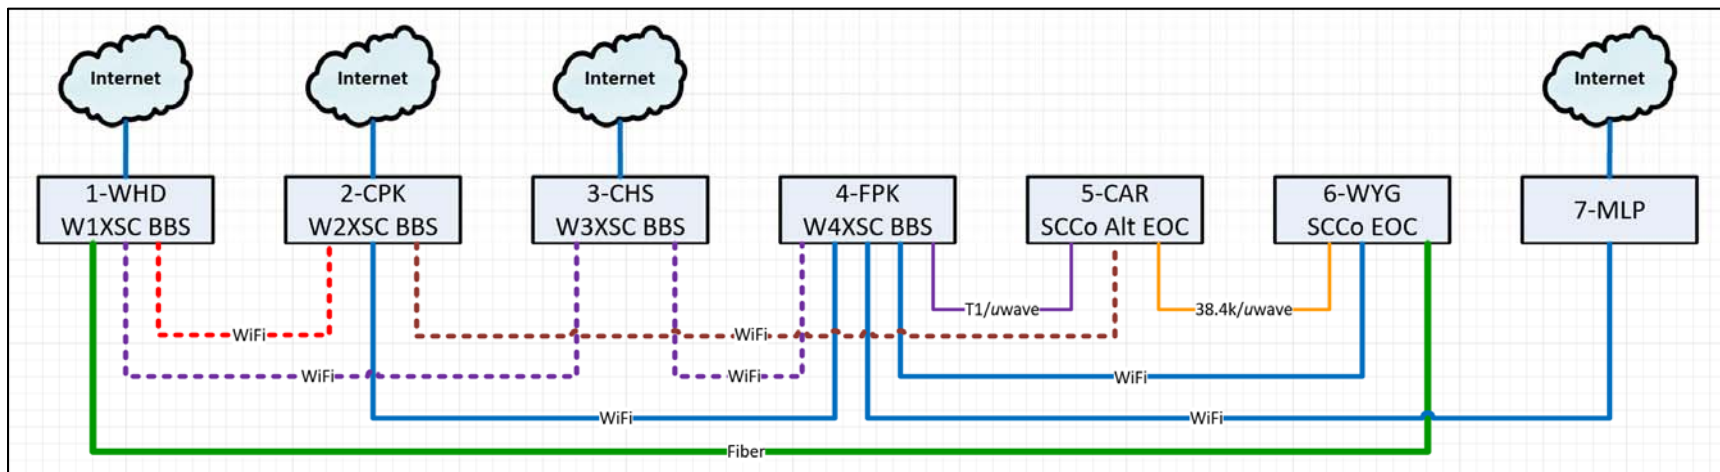 Internet
Internet
Internet
Internet
1-WHD
W1XSC BBS
2-CPK
W2XSC BBS
3-CHS
W3XSC BBS
4-FPK
W4XSC BBS
5-CAR
SCCo Alt EOC
6-WYG
SCCo EOC
7-MLP
T1/uwave
38.4k/uwave
WiFi
WiFi
WiFi
WiFi
WiFi
WiFi
WiFi
Fiber